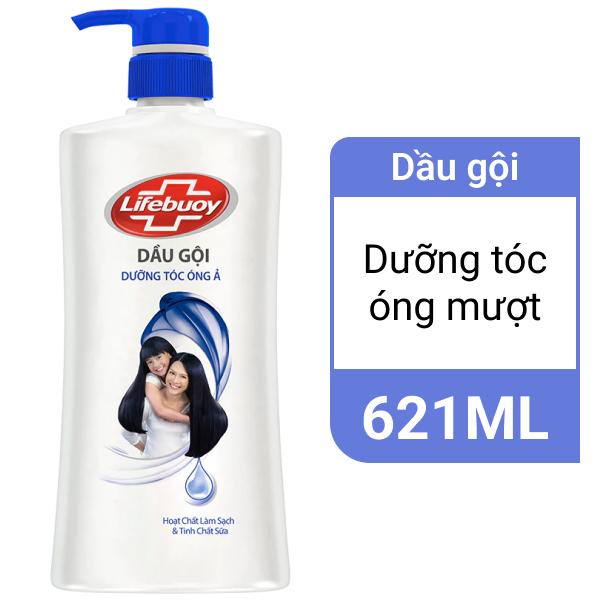 Lifebuoy
DẦU GỘI
DƯỠNG TÓC ÓNG Ả
Hoạt Chất Làm Sạch
& Tinh Chất Sữa
Dầu gội
Dưỡng tóc
óng mượt
621ML